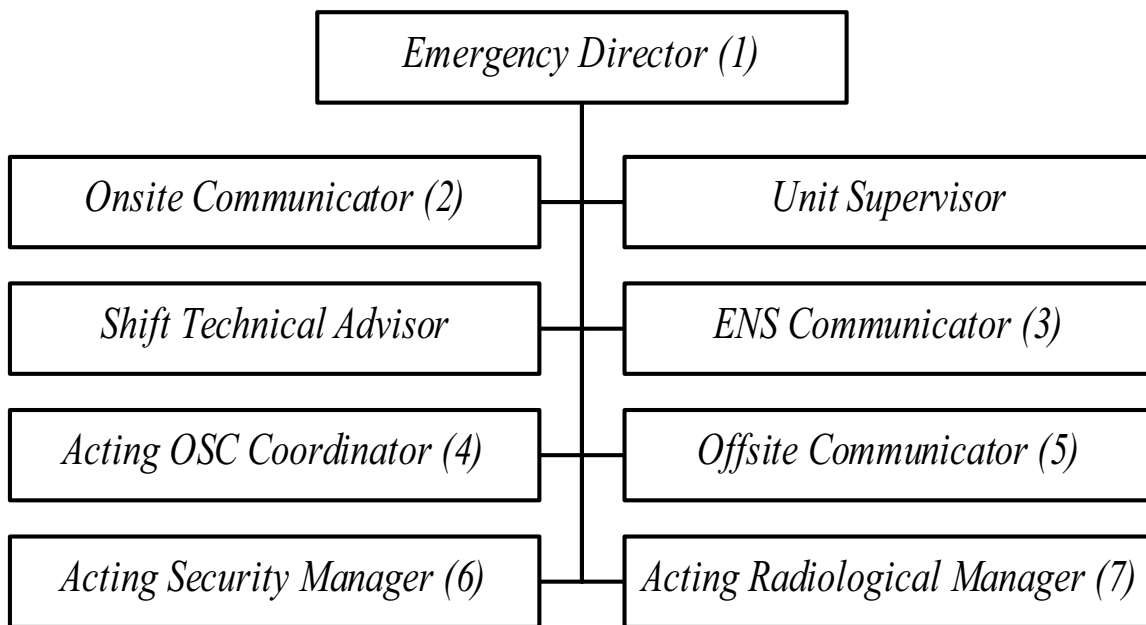 Emergency Director (1)
Onsite Communicator (2)
Unit Supervisor
Shift Technical Advisor
ENS Communicator (3)
Acting OSC Coordinator (4)
Offsite Communicator (5)
Acting Security Manager (6)
Acting Radiological Manager (7)